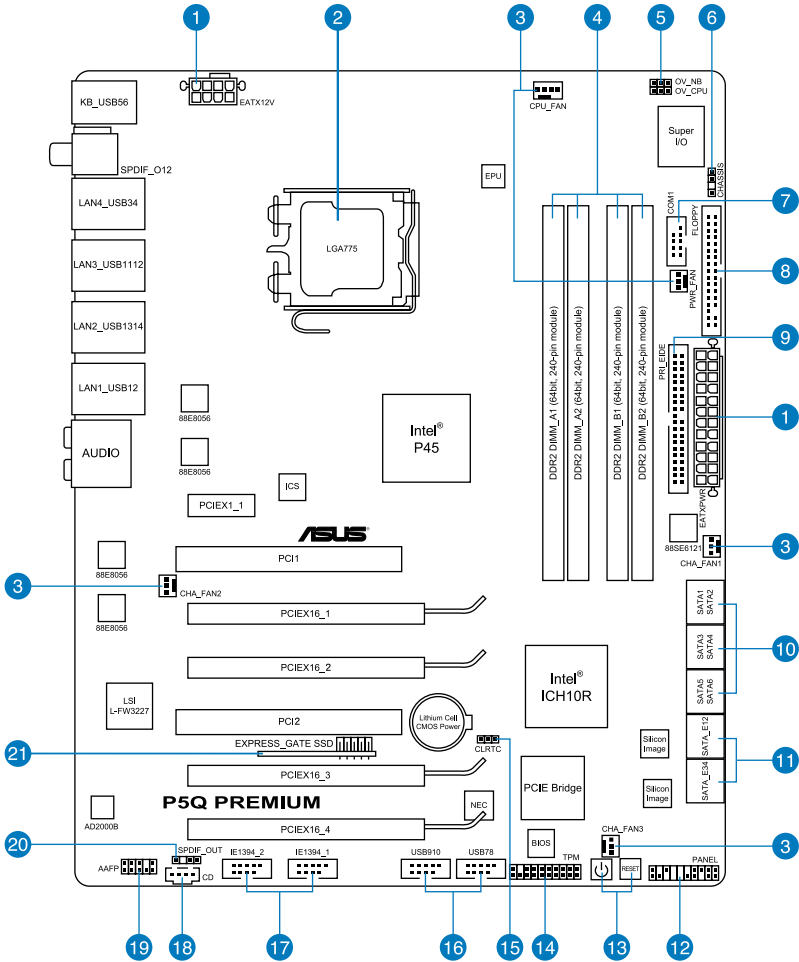 1
2
3
4
5
6
KB_USB56
EATX12V
CPU_FAN
OV_NB
OV_CPU
Super
I/O
SPDIF_O12
EPU
CHASSIS
LAN4_USB34
COM1
FLOPPY
7
LGA775
LAN3_USB1112
PWR_FAN
8
LAN2_USB1314
PRI_EIDE
9
LAN1_USB12
DDR2 DIMM_A1 (64bit, 240-pin module)
DDR2 DIMM_A2 (64bit, 240-pin module)
DDR2 DIMM_B1 (64bit, 240-pin module)
DDR2 DIMM_B2 (64bit, 240-pin module)
88E8056
Intel®
P45
1
AUDIO
88E8056
ICS
PCIEX1_1
EATXPWR
ASUS
88SE6121
3
PCI1
CHA_FAN1
88E8056
3
CHA_FAN2
SATA1
SATA2
PCIEX16_1
88E8056
SATA3
SATA4
10
PCIEX16_2
Intel®
ICH10R
SATA5
SATA6
LSI
L-FW3227
PCI2
Lithium Cell
CMOS Power
EXPRESS_GATE SSD
CLRTC
Silicon
Image
SATA_E12
21
11
PCIEX16_3
PCIE Bridge
Silicon
Image
SATA_E34
P5Q PREMIUM
NEC
AD2000B
PCIEX16_4
CHA_FAN3
BIOS
3
20
SPDIF_OUT
IE1394_2
IE1394_1
USB910
USB78
TPM
PANEL
AAFP
CD
RESET
19
18
17
16
15
14
13
12